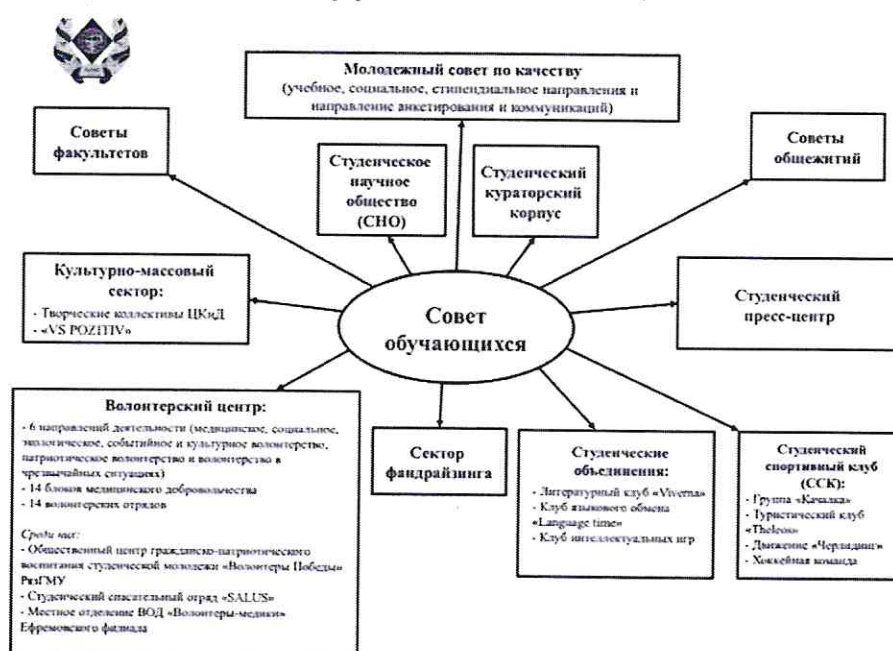 Молодежный совет по качеству
(учебное, социальное, стипендиальное направления и
направление анкетирования и коммуникаций)
Советы
факультетов
Студенческое
научное
общество
(СНО)
Студенческий
кураторский
корпус
Советы
общежитий
Культурно-массовый
сектор:
- Творческие коллективы ЦКиД
- «VS POZITIV»
Совет
обучающихся
Студенческий
пресс-центр
Волонтерский центр:
- 6 направлений деятельности (медицинское, социальное,
экологическое, событийное и культурное волонтерство,
патриотическое волонтерство и волонтерство в
чрезвычайных ситуациях)
- 14 блоков медицинского добровольчества
- 14 волонтерских отрядов
Среди них:
- Общественный центр гражданско-патриотического
воспитания студенческой молодежи «Волонтеры Победы»
РязГМУ
- Студенческий спасательный отряд «SALUS»
- Местное отделение ВОД «Волонтеры-медики»
Ефремовского филиала
Сектор
фандрайзинга
Студенческие
объединения:
- Литературный клуб «Viverna»
- Клуб языкового обмена
«Language time»
- Клуб интеллектуальных игр
Студенческий
спортивный клуб
(ССК):
- Группа «Качалка»
- Туристический клуб
«Theleos»
- Движение «Черлидинг»
- Хоккейная команда